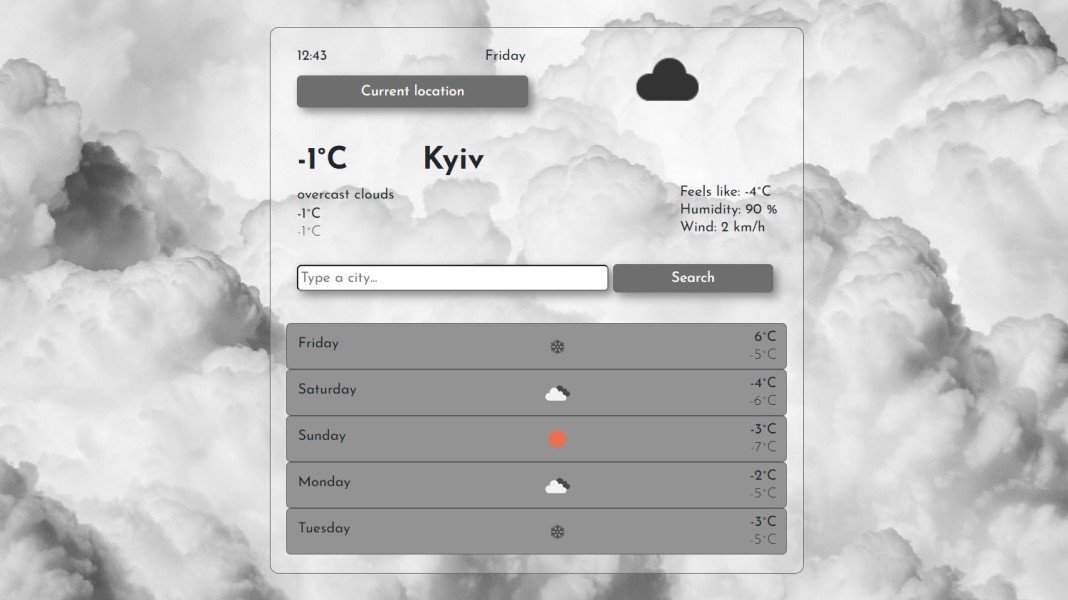 12:43 Friday
Current location
-1°C Kyiv
overcast clouds
-1°C
-1°C
Feels like: -4°C
Humidity: 90 %
Wind: 2 km/h
Type a city...
Search
Friday
6°C
-5°C
Saturday
-4°C
-6°C
Sunday
-3°C
-7°C
Monday
-2°C
-5°C
Tuesday
-3°C
-5°C